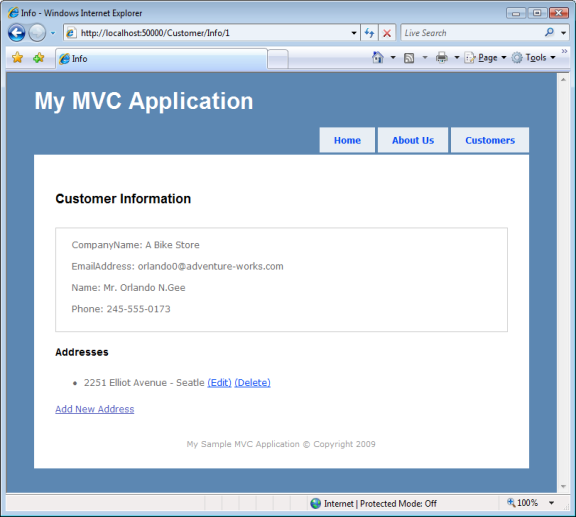 Info - Windows Internet Explorer
http://localhost:50000/Customer/Info/1
Live Search
Info
Page
Tools
My MVC Application
Home
About Us
Customers
Customer Information
CompanyName: A Bike Store
EmailAddress: orlando0@adventure-works.com
Name: Mr. Orlando N.Gee
Phone: 245-555-0173
Addresses
2251 Elliot Avenue - Seatle (Edit) (Delete)
Add New Address
My Sample MVC Application © Copyright 2009
Internet | Protected Mode: Off
100%